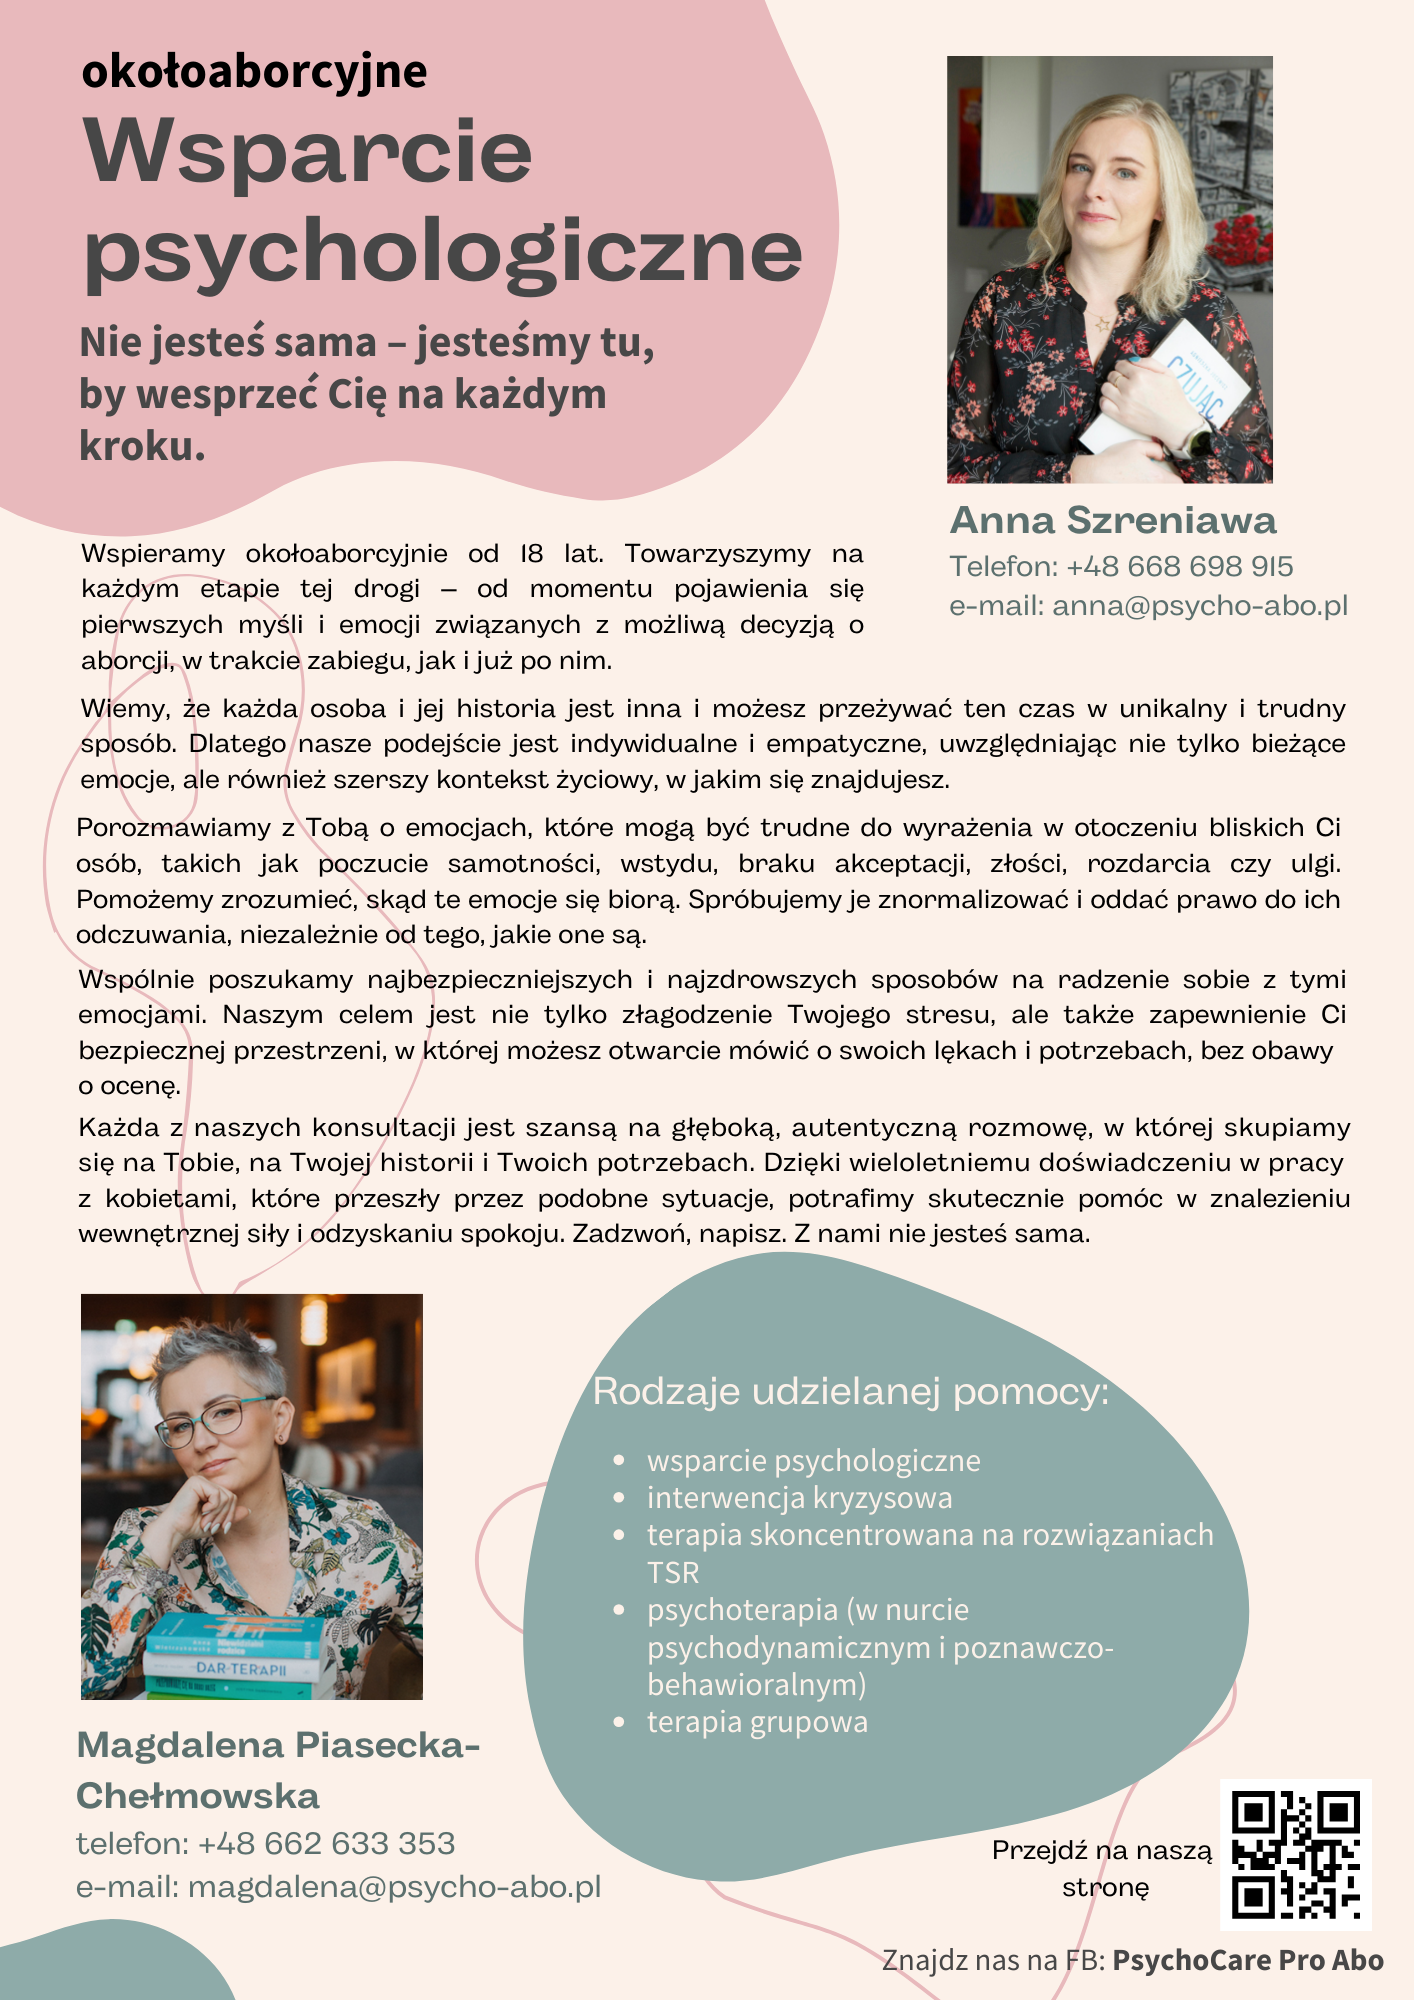 okołoaborcyjne
Wsparcie
psychologiczne
Nie jesteś sama – jesteśmy tu,
by wesprzeć Cię na każdym
kroku.
CZUJĄC
Anna Szreniawa
Telefon: +48 668 698 915
e-mail: anna@psycho-abo.pl
Wspieramy okołoaborcyjnie od 18 lat. Towarzyszymy na
każdym etapie tej drogi – od momentu pojawienia się
pierwszych myśli i emocji związanych z możliwą decyzją o
aborcji, w trakcie zabiegu, jak i już po nim.
Wiemy, że każda osoba i jej historia jest inna i możesz przeżywać ten czas w unikalny i trudny
sposób. Dlatego nasze podejście jest indywidualne i empatyczne, uwzględniając nie tylko bieżące
emocje, ale również szerszy kontekst życiowy, w jakim się znajdujesz.
Porozmawiamy z Tobą o emocjach, które mogą być trudne do wyrażenia w otoczeniu bliskich Ci
osób, takich jak poczucie samotności, wstydu, braku akceptacji, złości, rozdarcia czy ulgi.
Pomożemy zrozumieć, skąd te emocje się biorą. Spróbujemy je znormalizować i oddać prawo do ich
odczuwania, niezależnie od tego, jakie one są.
Wspólnie poszukamy najbezpieczniejszych i najzdrowszych sposobów na radzenie sobie z tymi
emocjami. Naszym celem jest nie tylko złagodzenie Twojego stresu, ale także zapewnienie Ci
bezpiecznej przestrzeni, w której możesz otwarcie mówić o swoich lękach i potrzebach, bez obawy
o ocenę.
Każda z naszych konsultacji jest szansą na głęboką, autentyczną rozmowę, w której skupiamy
się na Tobie, na Twojej historii i Twoich potrzebach. Dzięki wieloletniemu doświadczeniu w pracy
z kobietami, które przeszły przez podobne sytuacje, potrafimy skutecznie pomóc w znalezieniu
wewnętrznej siły i odzyskaniu spokoju. Zadzwoń, napisz. Z nami nie jesteś sama.
Niewidzialni
rodzice
DAR TERAPII
Magdalena Piasecka-
Chełmowska
telefon: +48 662 633 353
e-mail: magdalena@psycho-abo.pl
Rodzaje udzielanej pomocy:
• wsparcie psychologiczne
• interwencja kryzysowa
• terapia skoncentrowana na rozwiązaniach
TSR
• psychoterapia (w nurcie
psychodynamicznym i poznawczo-
behawioralnym)
• terapia grupowa
Przejdź na naszą
stronę
Znajdz nas na FB: PsychoCare Pro Abo